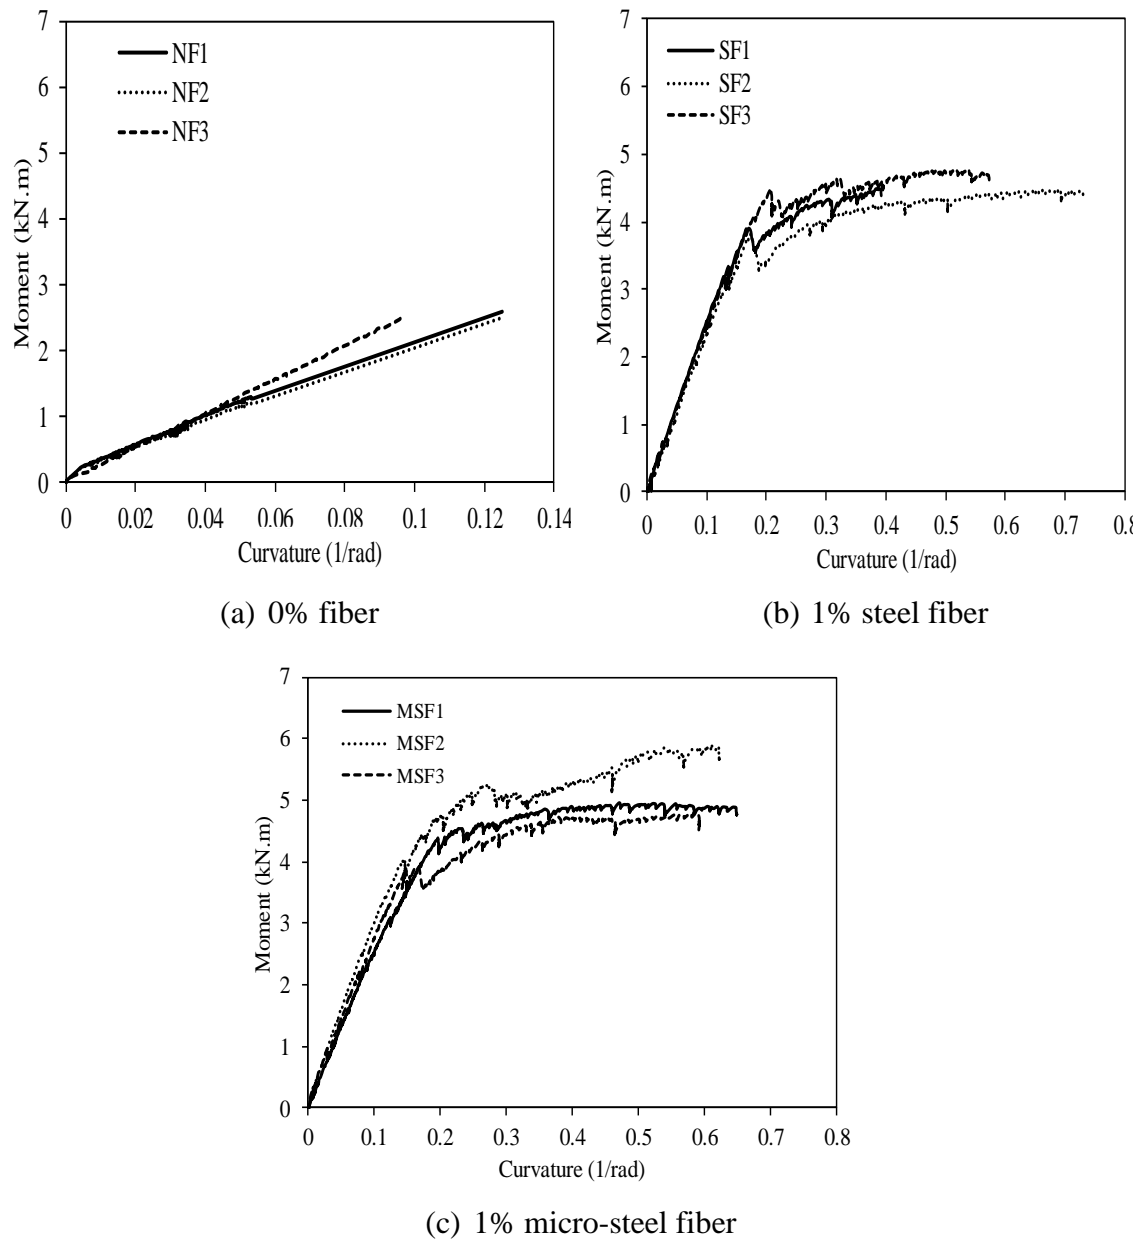 7
6
5
4
3
2
1
0
Moment (kN.m)
NF1
NF2
NF3
0 0.02 0.04 0.06 0.08 0.1 0.12 0.14
Curvature (1/rad)
(a) 0% fiber
7
6
5
4
3
2
1
0
Moment (kN.m)
SF1
SF2
SF3
0 0.1 0.2 0.3 0.4 0.5 0.6 0.7 0.8
Curvature (1/rad)
(b) 1% steel fiber
7
6
5
4
3
2
1
0
Moment (kN.m)
MSF1
MSF2
MSF3
0 0.1 0.2 0.3 0.4 0.5 0.6 0.7 0.8
Curvature (1/rad)
(c) 1% micro-steel fiber